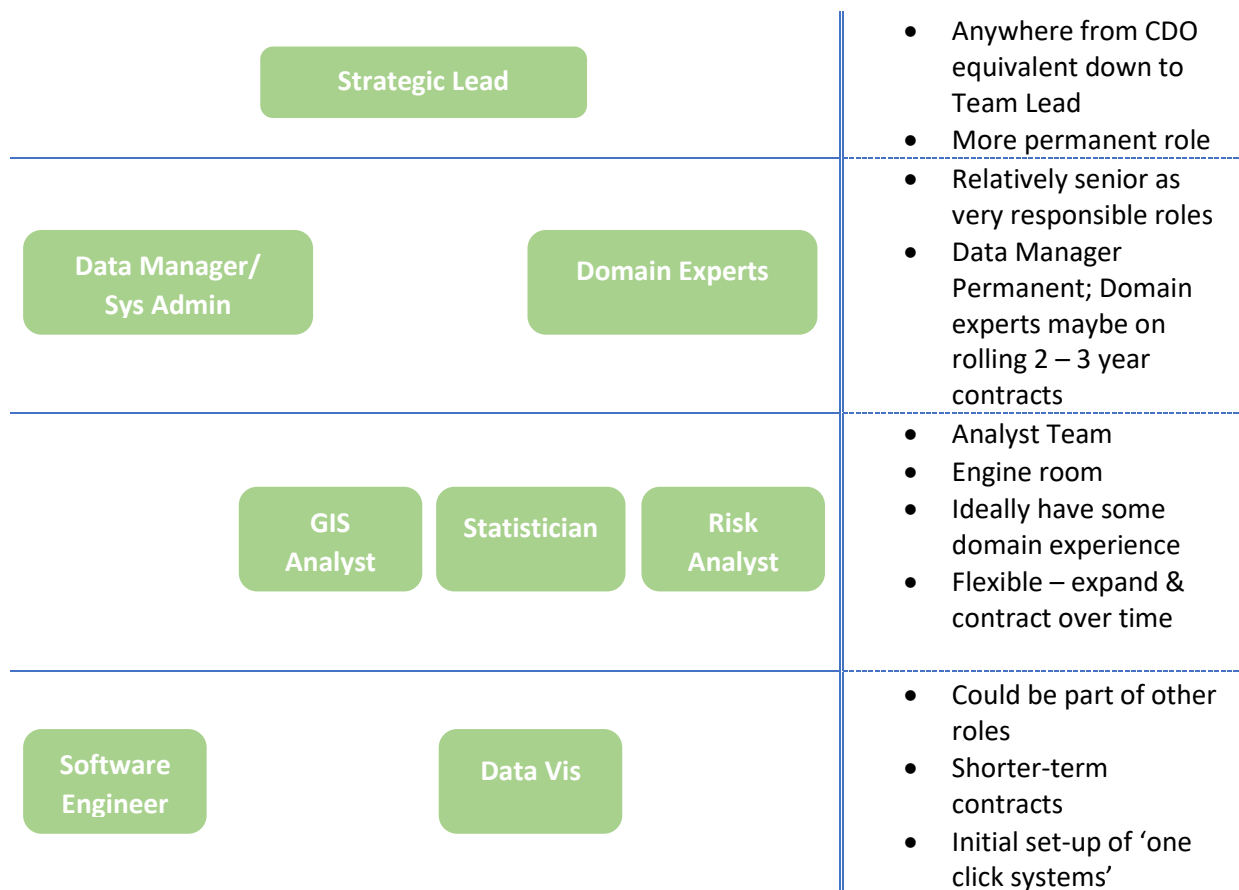 Strategic Lead
• Anywhere from CDO
equivalent down to
Team Lead
• More permanent role
Data Manager/
Sys Admin
Domain Experts
• Relatively senior as
very responsible roles
• Data Manager
Permanent; Domain
experts maybe on
rolling 2 – 3 year
contracts
GIS
Analyst
Statistician
Risk
Analyst
• Analyst Team
• Engine room
• Ideally have some
domain experience
• Flexible – expand &
contract over time
Software
Engineer
Data Vis
• Could be part of other
roles
• Shorter-term
contracts
• Initial set-up of ‘one
click systems’